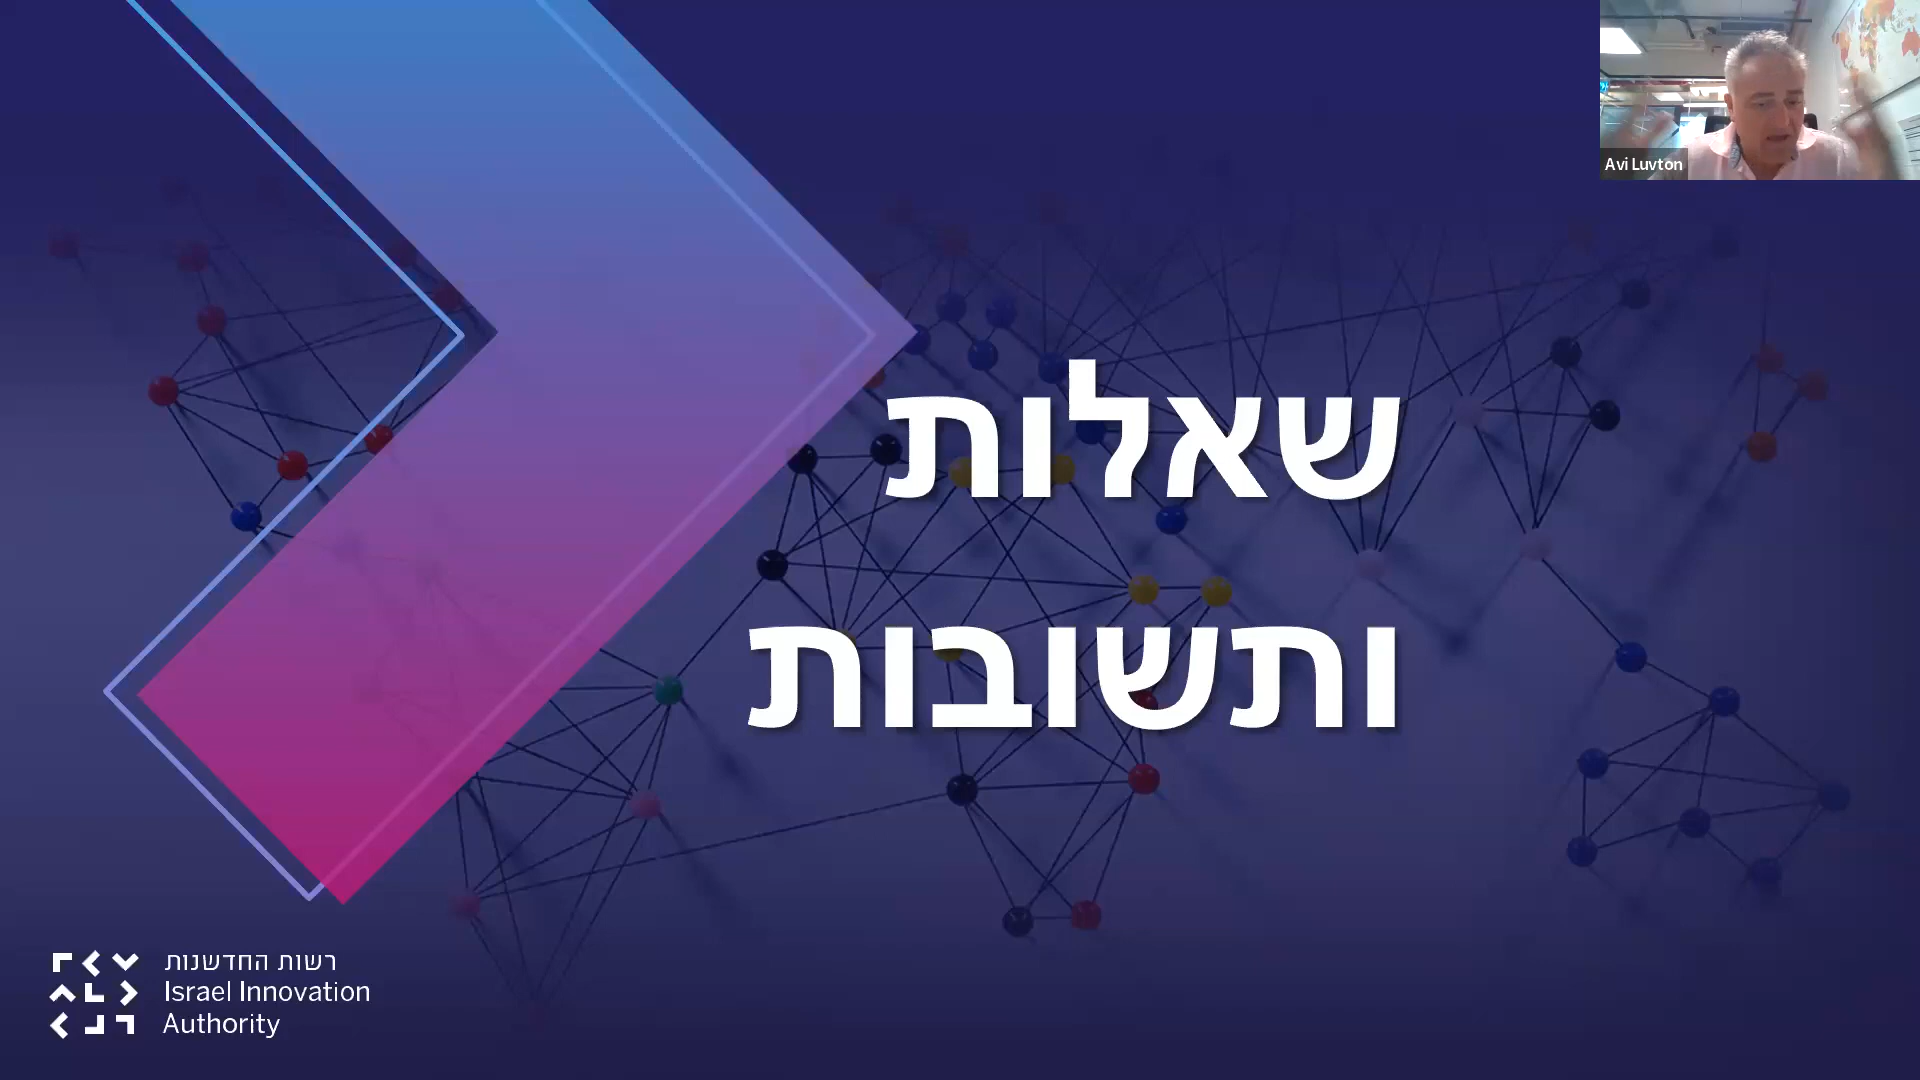 Avi Luvton
שאלות
ותשובות
רשות החדשנות
Israel Innovation
Authority